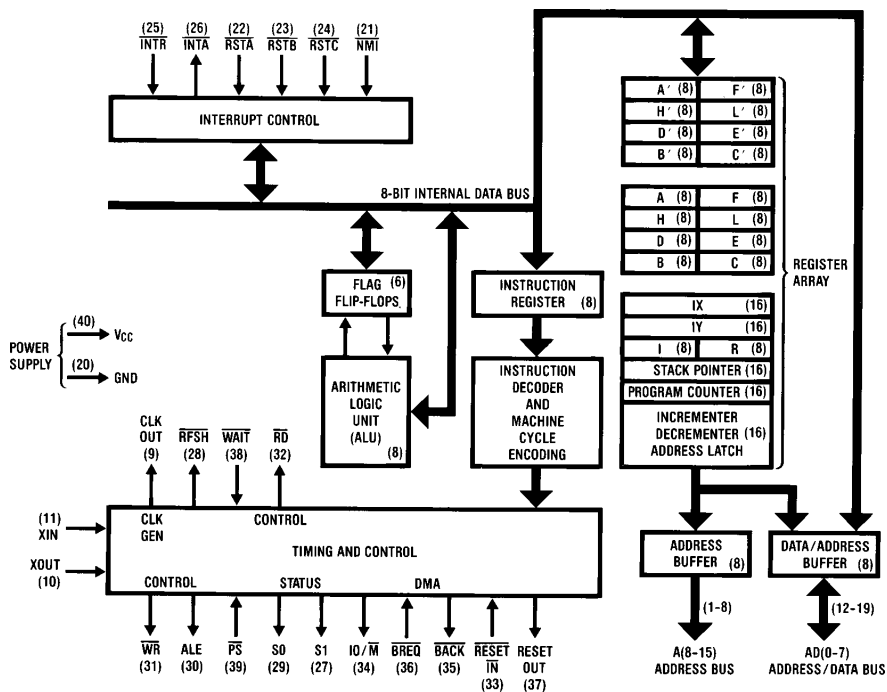 (25) (26) (22) (23) (24) (21)
INTR INTA RSTA RSTB RSTC NMI
INTERRUPT CONTROL
8-BIT INTERNAL DATA BUS
A' (8) F' (8)
H' (8) L' (8)
D' (8) E' (8)
B' (8) C' (8)
A (8) F (8)
H (8) L (8)
D (8) E (8)
B (8) C (8)
IX (16)
IY (16)
I (8) R (8)
STACK POINTER (16)
PROGRAM COUNTER (16)
INCREMENTER
DECREMENTER (16)
ADDRESS LATCH
REGISTER
ARRAY
FLAG (6)
FLIP-FLOPS.
INSTRUCTION
REGISTER (8)
POWER
SUPPLY
(40)
VCC
(20)
GND
ARITHMETIC
LOGIC
UNIT
(ALU) (8)
INSTRUCTION
DECODER
AND
MACHINE
CYCLE
ENCODING
CLK
OUT RFSH WAIT RD
(9) (28) (38) (32)
(11)
XIN
XOUT
(10)
CLK
GEN
CONTROL
TIMING AND CONTROL
CONTROL STATUS DMA
WR ALE PS S0 S1 IO/M BREQ BACK RESET IN RESET OUT
(31) (30) (39) (29) (27) (34) (36) (35) (33) (37)
ADDRESS
BUFFER (8)
DATA/ADDRESS
BUFFER (8)
(1-8)
(12-19)
A(8-15)
ADDRESS BUS
AD(0-7)
ADDRESS/DATA BUS